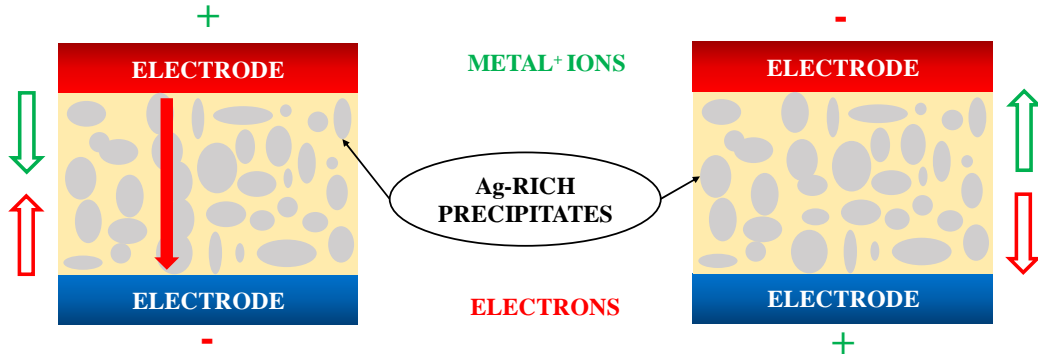 +
-
ELECTRODE
METAL+ IONS
ELECTRODE
Ag-RICH
PRECIPITATES
ELECTRODE
ELECTRONS
ELECTRODE
-
+